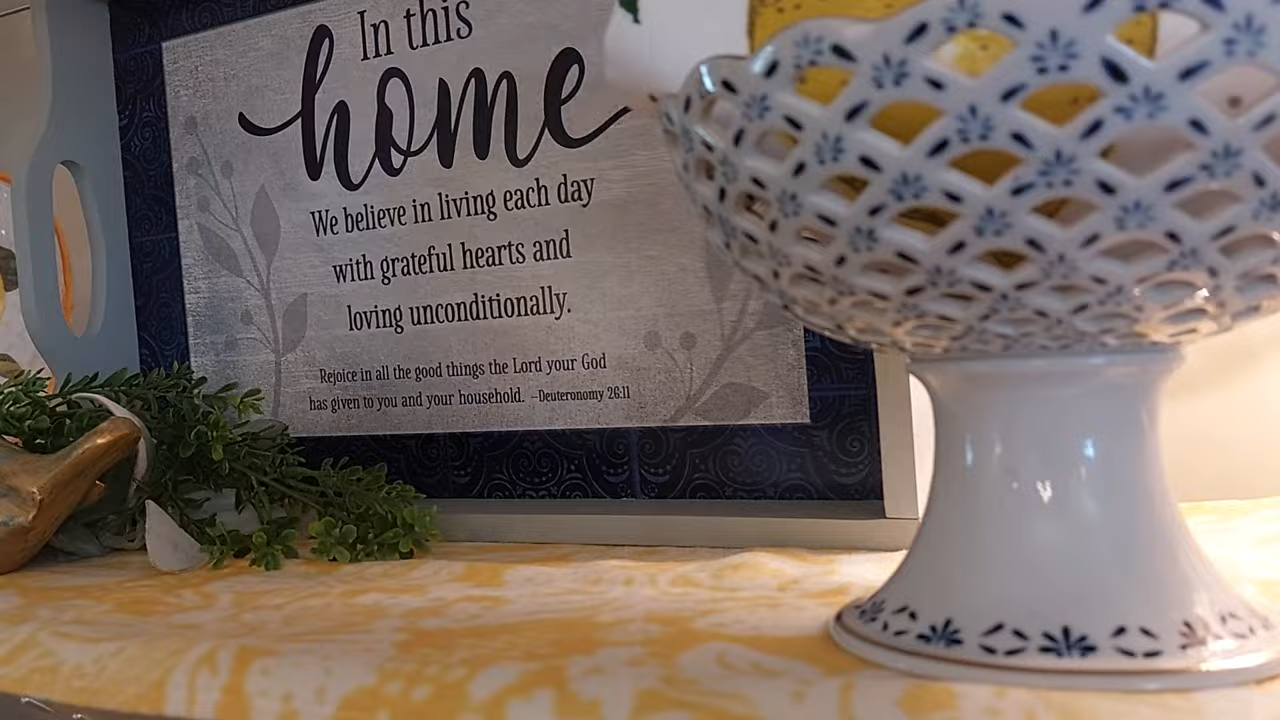 In this
home
We believe in living each day
with grateful hearts and
loving unconditionally.
Rejoice in all the good things the Lord your God
has given to you and your household. –Deuteronomy 26:11